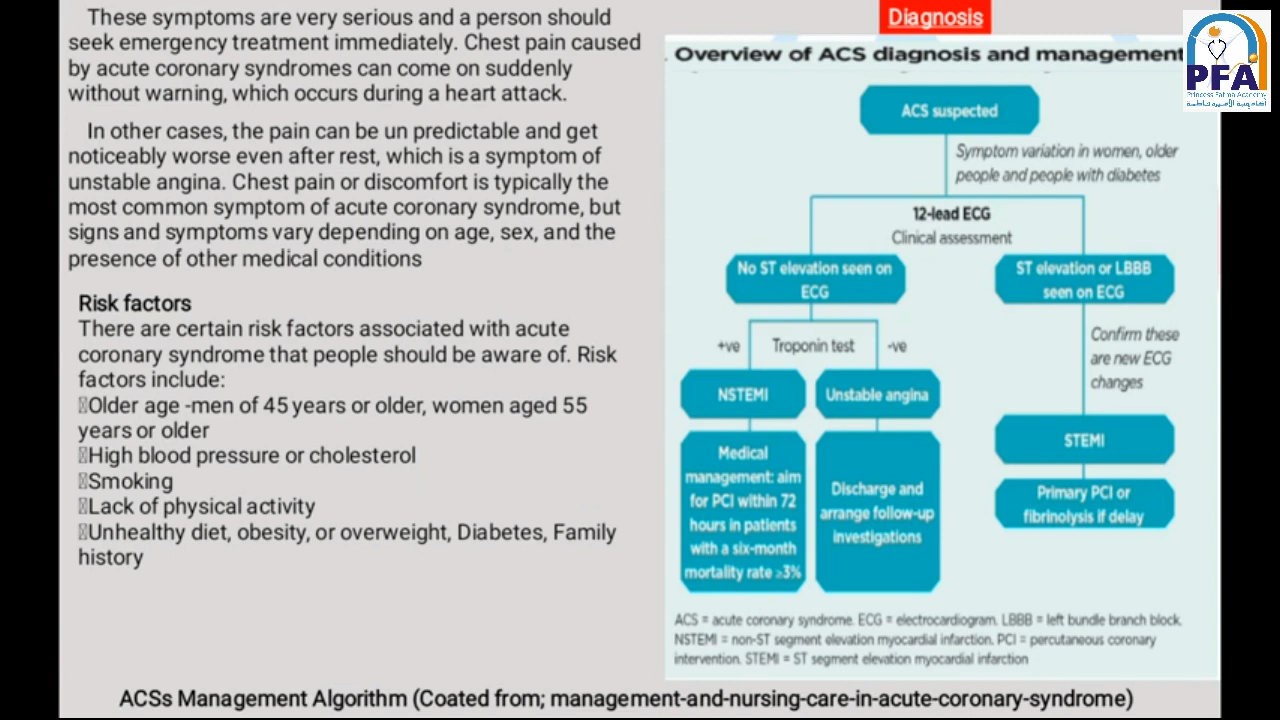 These symptoms are very serious and a person should
seek emergency treatment immediately. Chest pain caused
by acute coronary syndromes can come on suddenly
without warning, which occurs during a heart attack.
In other cases, the pain can be un predictable and get
noticeably worse even after rest, which is a symptom of
unstable angina. Chest pain or discomfort is typically the
most common symptom of acute coronary syndrome, but
signs and symptoms vary depending on age, sex, and the
presence of other medical conditions
Risk factors
There are certain risk factors associated with acute
coronary syndrome that people should be aware of. Risk
factors include:
Older age -men of 45 years or older, women aged 55
years or older
High blood pressure or cholesterol
Smoking
Lack of physical activity
Unhealthy diet, obesity, or overweight, Diabetes, Family
history
Diagnosis
PFA
Princess Fatma Academy
أكاديمية الأميرة فاطمة
. Overview of ACS diagnosis and management
ACS suspected
Symptom variation in women, older
people and people with diabetes
12-lead ECG
Clinical assessment
No ST elevation seen on
ECG
ST elevation or LBBB
seen on ECG
+ve
Troponin test
-ve
Confirm these
are new ECG
changes
NSTEMI
Unstable angina
STEMI
Medical
management: aim
for PCI within 72
hours in patients
with a six-month
mortality rate ≥3%
Discharge and
arrange follow-up
investigations
Primary PCI or
fibrinolysis if delay
ACS = acute coronary syndrome. ECG = electrocardiogram. LBBB = left bundle branch block.
NSTEMI = non-ST segment elevation myocardial infarction. PCI = percutaneous coronary
intervention. STEMI = ST segment elevation myocardial infarction
ACSs Management Algorithm (Coated from; management-and-nursing-care-in-acute-coronary-syndrome)